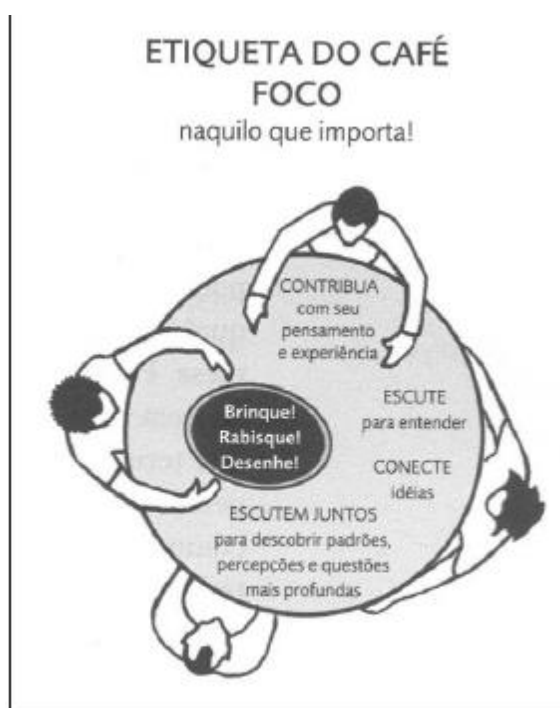 ETIQUETA DO CAFÉ
FOCO
naquilo que importa!
CONTRIBUA
com seu
pensamento
e experiência
ESCUTE
para entender
CONECTE
idéias
Brinque!
Rabisque!
Desenhe!
ESCUTEM JUNTOS
para descobrir padrões,
percepções e questões
mais profundas